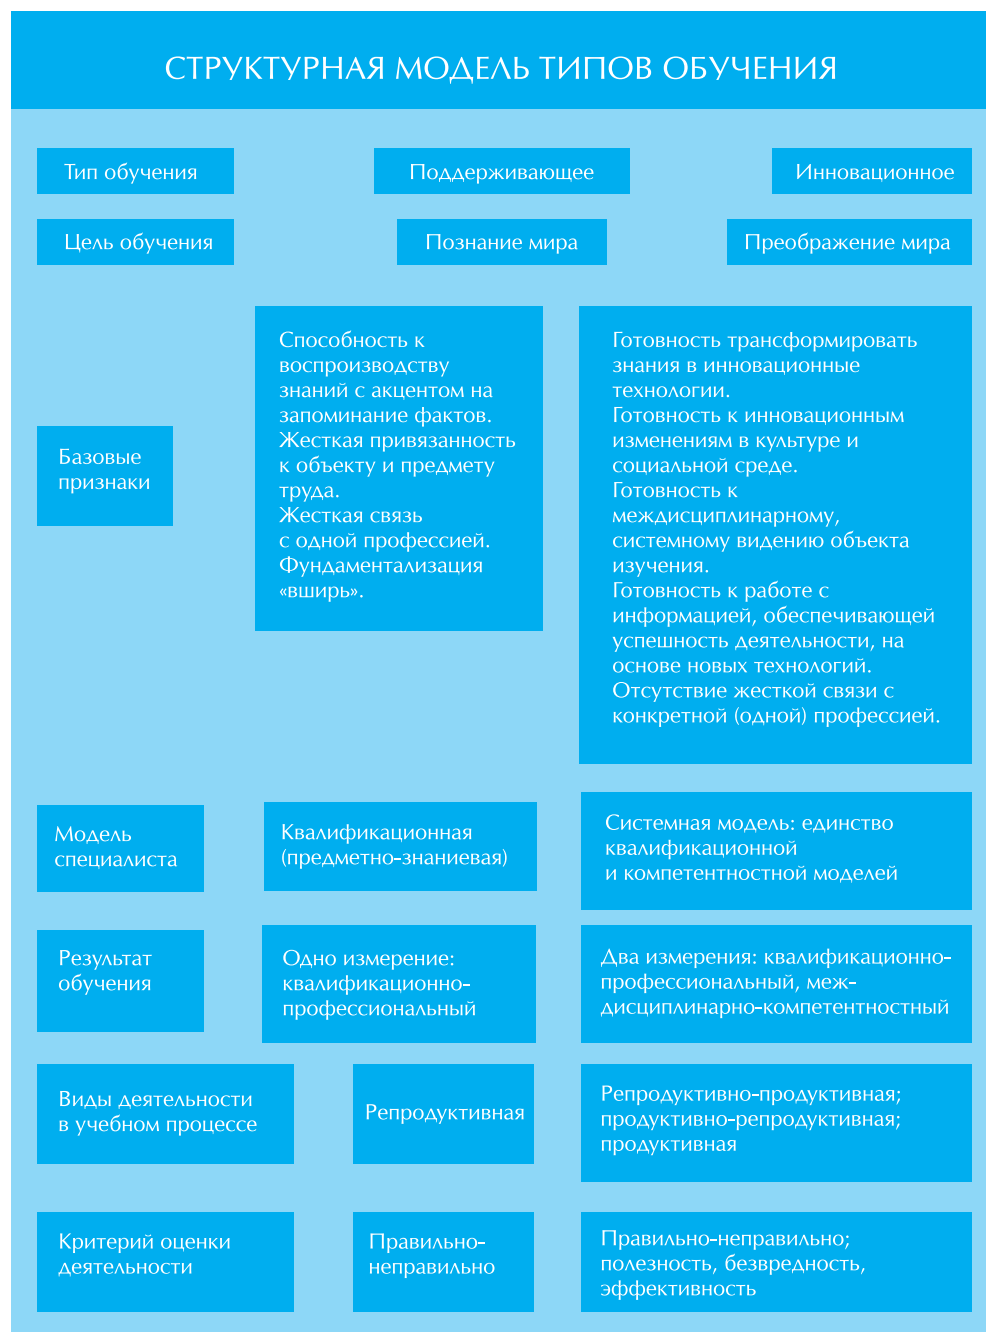 СТРУКТУРНАЯ МОДЕЛЬ ТИПОВ ОБУЧЕНИЯ
Тип обучения
Поддерживающее
Инновационное
Цель обучения
Познание мира
Преображение мира
Базовые
признаки
Способность к
воспроизводству
знаний с акцентом на
запоминание фактов.
Жесткая привязанность
к объекту и предмету
труда.
Жесткая связь
с одной профессией.
Фундаментализация
«вширь».
Готовность трансформировать
знания в инновационные
технологии.
Готовность к инновационным
изменениям в культуре и
социальной среде.
Готовность к
междисциплинарному,
системному видению объекта
изучения.
Готовность к работе с
информацией, обеспечивающей
успешность деятельности, на
основе новых технологий.
Отсутствие жесткой связи с
конкретной (одной) профессией.
Модель
специалиста
Квалификационная
(предметно-знаниевая)
Системная модель: единство
квалификационной
и компетентностной моделей
Результат
обучения
Одно измерение:
квалификационно-
профессиональный
Два измерения: квалификационно-
профессиональный, меж-
дисциплинарно-компетентностный
Виды деятельности
в учебном процессе
Репродуктивная
Репродуктивно-продуктивная;
продуктивно-репродуктивная;
продуктивная
Критерий оценки
деятельности
Правильно-
неправильно
Правильно-неправильно;
полезность, безвредность,
эффективность